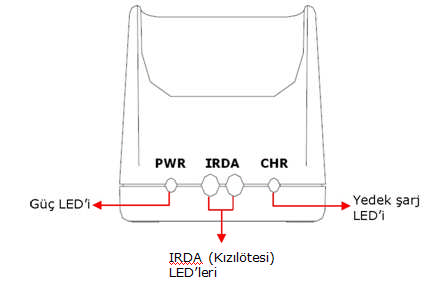 PWR IRDA CHR
Güç LED’i
Yedek şarj
LED’i
IRDA (Kızılötesi)
LED’leri